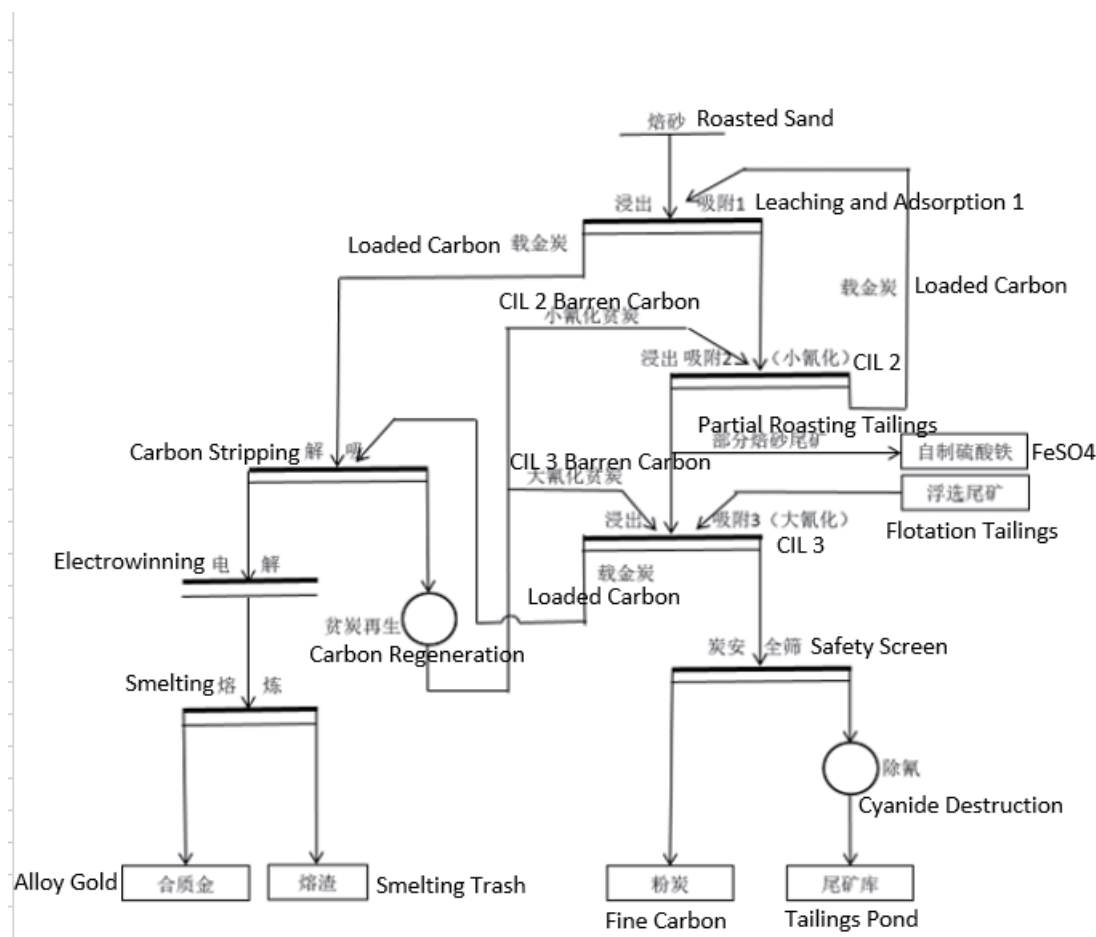 焙砂 Roasted Sand
浸出 吸附1 Leaching and Adsorption 1
Loaded Carbon 载金炭
载金炭 Loaded Carbon
CIL 2 Barren Carbon
小氰化贫炭
浸出 吸附2 （小氰化） CIL 2
Partial Roasting Tailings
部分焙砂尾矿
自制硫酸铁 FeSO4
Carbon Stripping 解 吸
CIL 3 Barren Carbon
大氰化贫炭
浮选尾矿
Flotation Tailings
浸出 吸附3（大氰化）
CIL 3
Electrowinning 电 解
载金炭
Loaded Carbon
贫炭再生
Carbon Regeneration
炭安 全筛 Safety Screen
Smelting 熔 炼
除氰
Cyanide Destruction
Alloy Gold 合质金
熔渣 Smelting Trash
粉炭
Fine Carbon
尾矿库
Tailings Pond